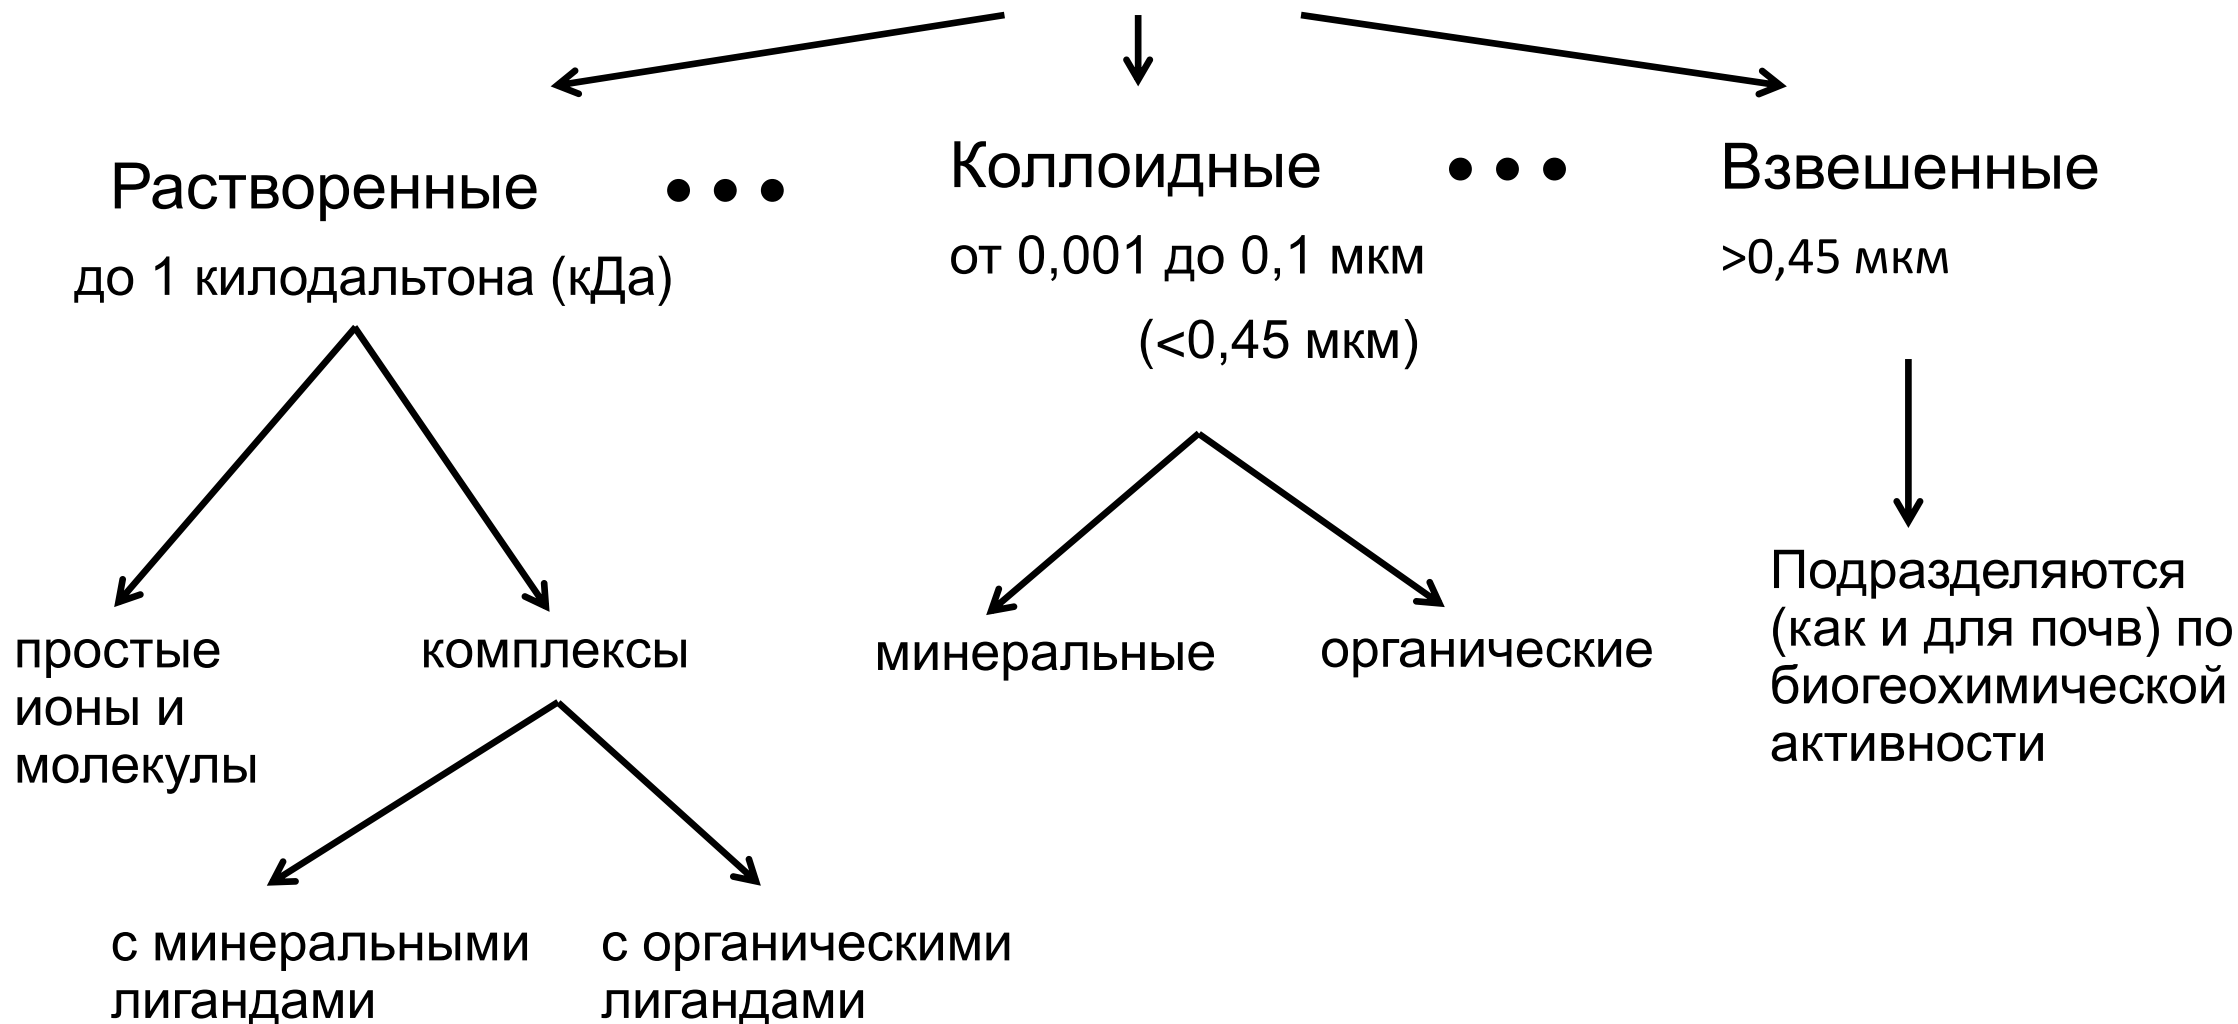 Растворенные
• • •
Коллоидные
• • •
Взвешенные
до 1 килодальтона (кДа)
от 0,001 до 0,1 мкм
>0,45 мкм
(<0,45 мкм)
простые
ионы и
молекулы
комплексы
минеральные
органические
Подразделяются
(как и для почв) по
биогеохимической
активности
с минеральными
лигандами
с органическими
лигандами